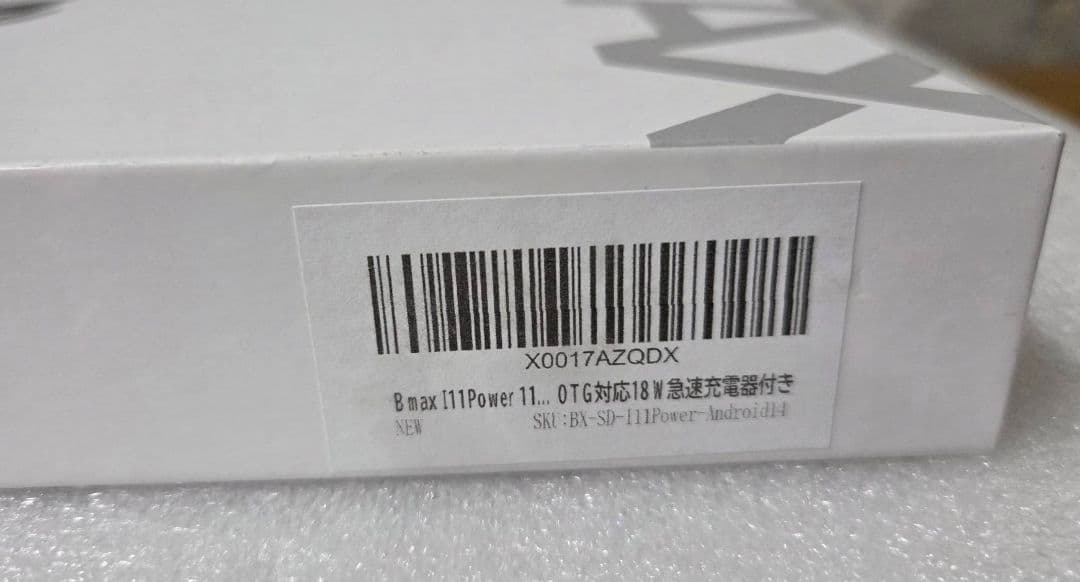 X0017AZQDX
Bmax I11Power 11... OTG対応18W急速充電器付き
NEW SKU:BX-SD-I11Power-Android14